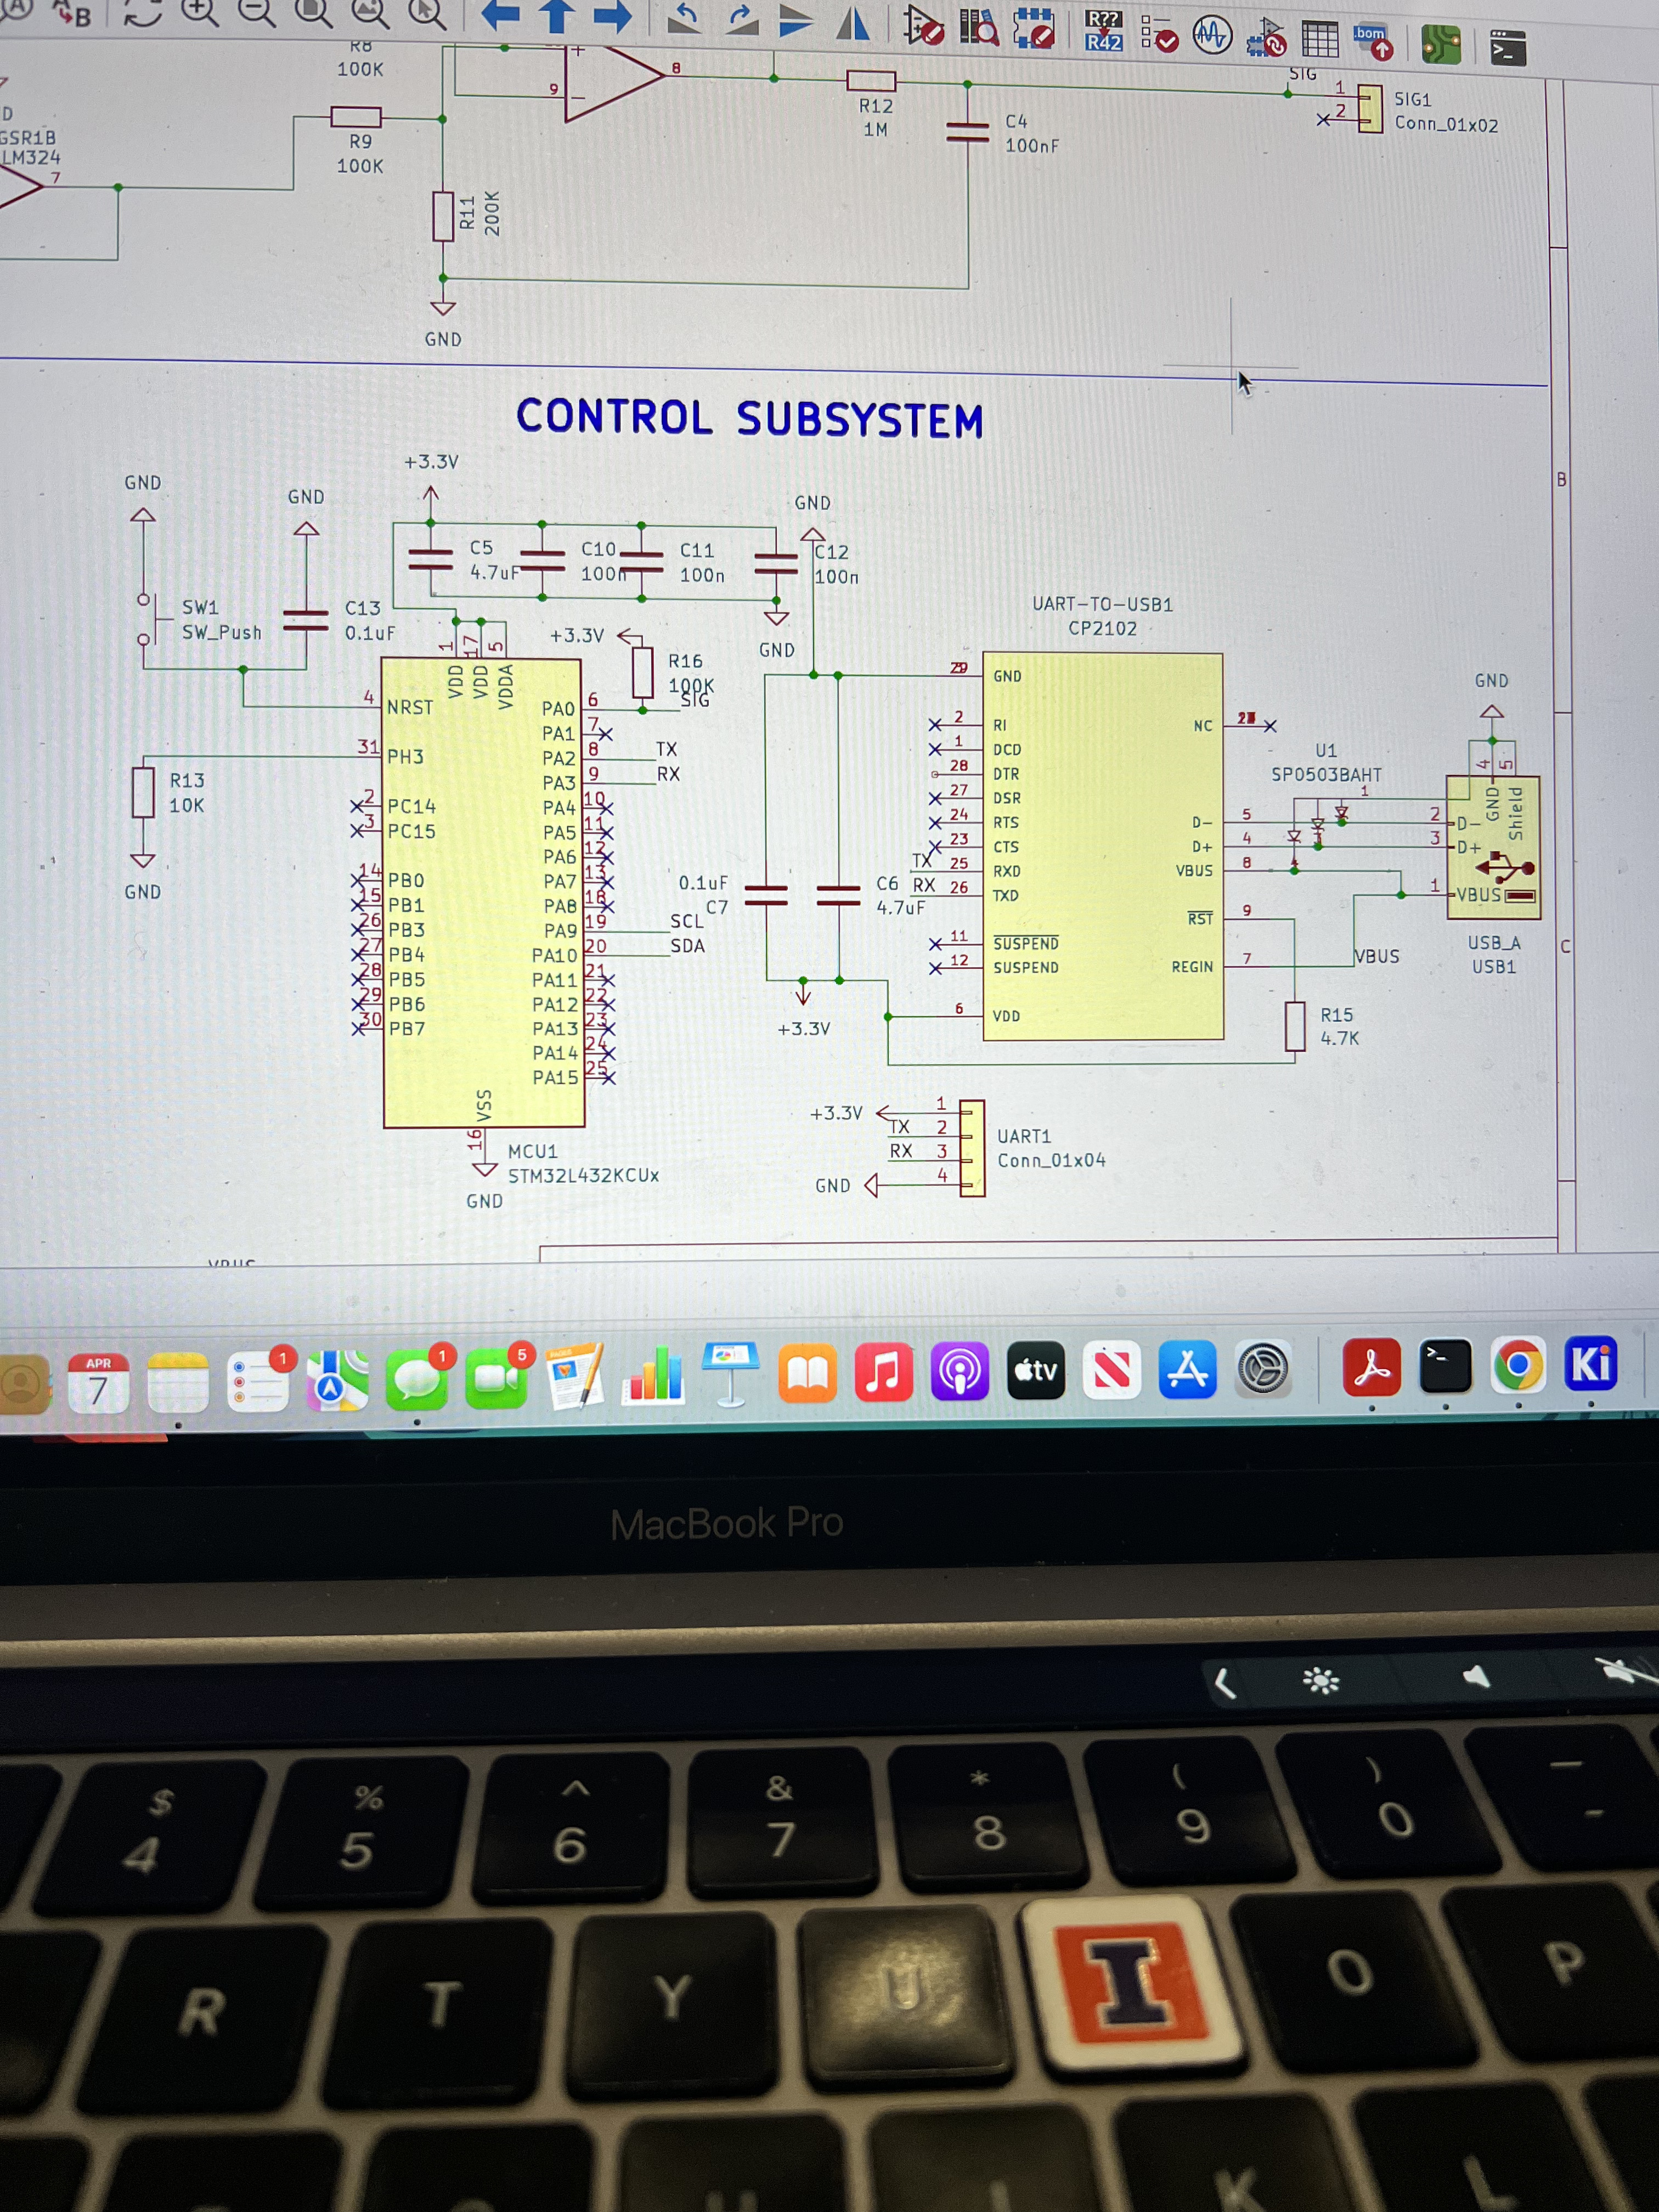 A
B
R??
R42
.bom
>_
R8
100K
8
9
R12
1M
C4
100nF
SIG
1
2
SIG1
Conn_01x02
D
GSR1B
LM324
7
R9
100K
R11
200K
GND
CONTROL SUBSYSTEM
B
+3.3V
GND
GND
GND
C5
4.7uF
C10
100n
C11
100n
C12
100n
GND
SW1
SW_Push
C13
0.1uF
+3.3V
R16
100K
SIG
1
17
5
VDD
VDD
VDDA
4
NRST
31
PH3
R13
10K
GND
2
PC14
3
PC15
14
PB0
15
PB1
26
PB3
27
PB4
28
PB5
29
PB6
30
PB7
PA0
6
PA1
7
PA2
8
TX
PA3
9
RX
PA4
10
PA5
11
PA6
12
PA7
13
PA8
18
PA9
19
SCL
PA10
20
SDA
PA11
21
PA12
22
PA13
23
PA14
24
PA15
25
VSS
16
GND
MCU1
STM32L432KCUx
0.1uF
C7
C6
4.7uF
+3.3V
UART-TO-USB1
CP2102
GND
2
RI
1
DCD
28
DTR
27
DSR
24
RTS
23
CTS
TX
25
RXD
RX
26
TXD
11
SUSPEND
12
SUSPEND
6
VDD
NC
D-
5
D+
4
VBUS
8
RST
9
REGIN
7
U1
SP0503BAHT
1
VBUS
R15
4.7K
GND
4
5
GND
Shield
2
D-
3
D+
1
VBUS
USB_A
USB1
C
+3.3V
1
TX
2
RX
3
GND
4
UART1
Conn_01x04
APR
7
1
1
5
PAGES
tv
>_
Ki
MacBook Pro
$
4
%
5
^
6
&
7
*
8
(
9
)
0
—
-
R
T
Y
U
I
O
P
K
L